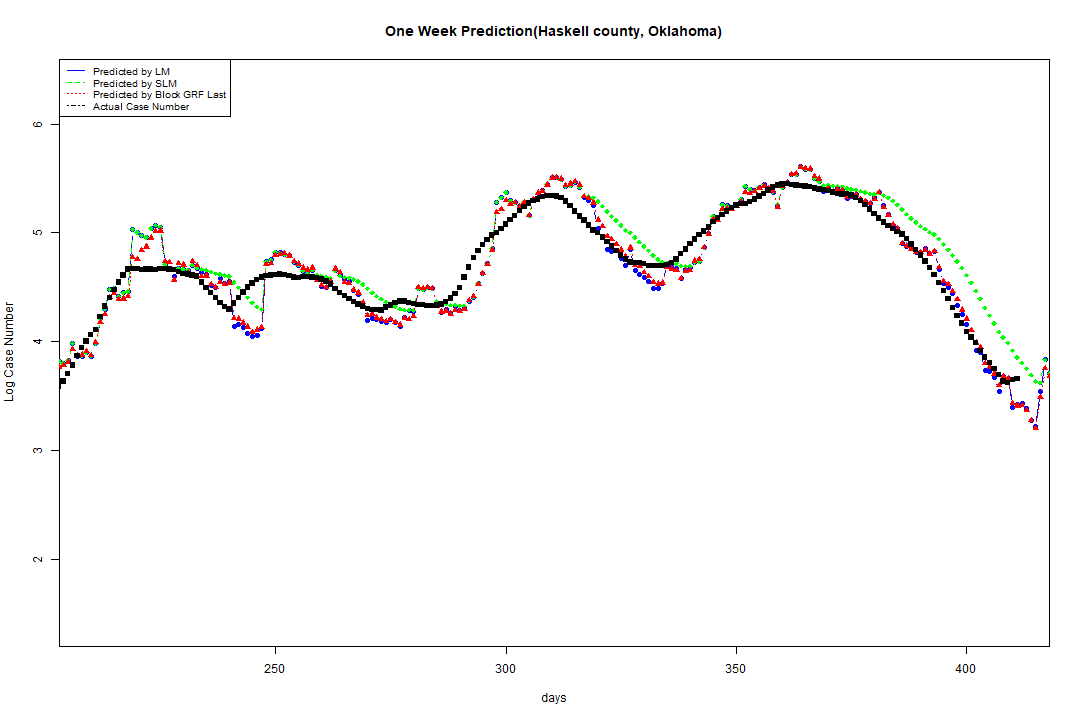 One Week Prediction(Haskell county, Oklahoma)
Predicted by LM
Predicted by SLM
Predicted by Block GRF Last
Actual Case Number
6
5
4
3
2
Log Case Number
250
300
350
400
days